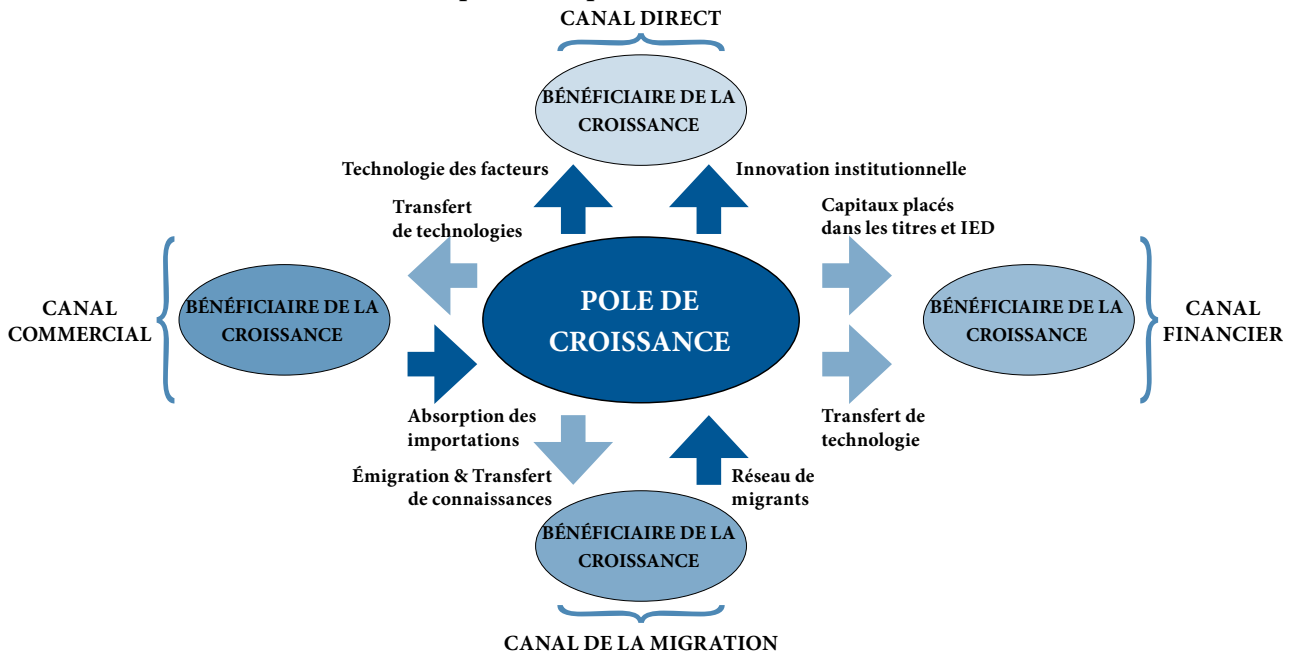 CANAL DIRECT
BÉNÉFICIAIRE DE LA
CROISSANCE
Technologie des facteurs
Innovation institutionnelle
Transfert
de technologies
Capitaux placés
dans les titres et IED
CANAL
COMMERCIAL
BÉNÉFICIAIRE DE LA
CROISSANCE
POLE DE
CROISSANCE
BÉNÉFICIAIRE DE LA
CROISSANCE
CANAL
FINANCIER
Absorption des
importations
Transfert de
technologie
Émigration & Transfert
de connaissances
Réseau de
migrants
BÉNÉFICIAIRE DE LA
CROISSANCE
CANAL DE LA MIGRATION